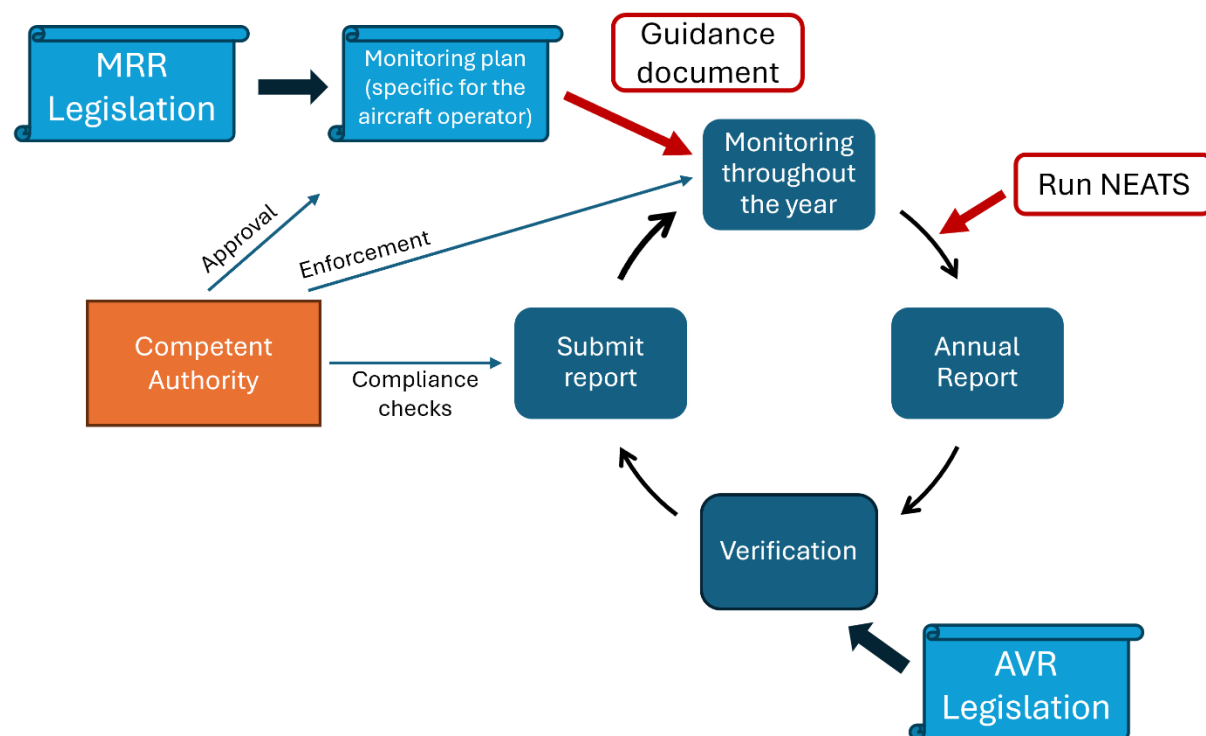 MRR
Legislation
Monitoring plan
(specific for the
aircraft operator)
Guidance
document
Monitoring
throughout
the year
Run NEATS
Approval
Enforcement
Competent
Authority
Compliance
checks
Submit
report
Annual
Report
Verification
AVR
Legislation